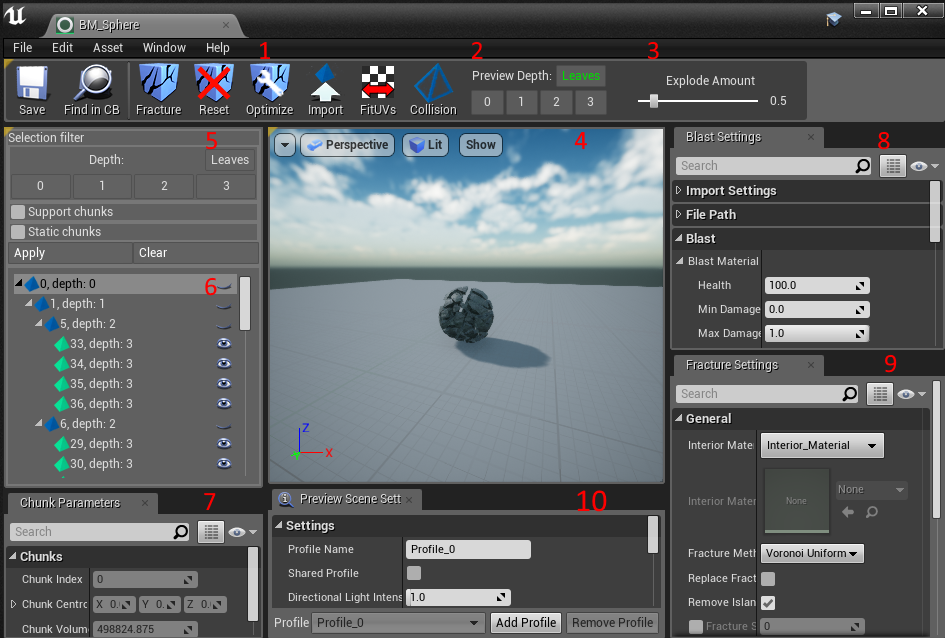 BM_Sphere
File Edit Asset Window Help
1 2 3
Save Find in CB Fracture Reset Optimize Import FitUVs Collision
Preview Depth: Leaves
0 1 2 3
Explode Amount
0.5
Selection filter
5
Depth: Leaves
0 1 2 3
Support chunks
Static chunks
Apply Clear
0, depth: 0
6
1, depth: 1
5, depth: 2
33, depth: 3
34, depth: 3
35, depth: 3
36, depth: 3
6, depth: 2
29, depth: 3
30, depth: 3
Chunk Parameters
7
Search
Chunks
Chunk Index 0
Chunk Centro X 0. Y 0. Z 0.
Chunk Volum 498824.875
Perspective Lit Show
4
Z
X
Preview Scene Sett
10
Settings
Profile Name Profile_0
Shared Profile
Directional Light Intens 1.0
Profile Profile_0 Add Profile Remove Profile
Blast Settings
8
Search
Import Settings
File Path
Blast
Blast Material
Health 100.0
Min Damage 0.0
Max Damage 1.0
Fracture Settings
9
Search
General
Interior Mate Interior_Material
Interior Mater None None
Fracture Meth Voronoi Uniform
Replace Fract
Remove Islan
Fracture S 0